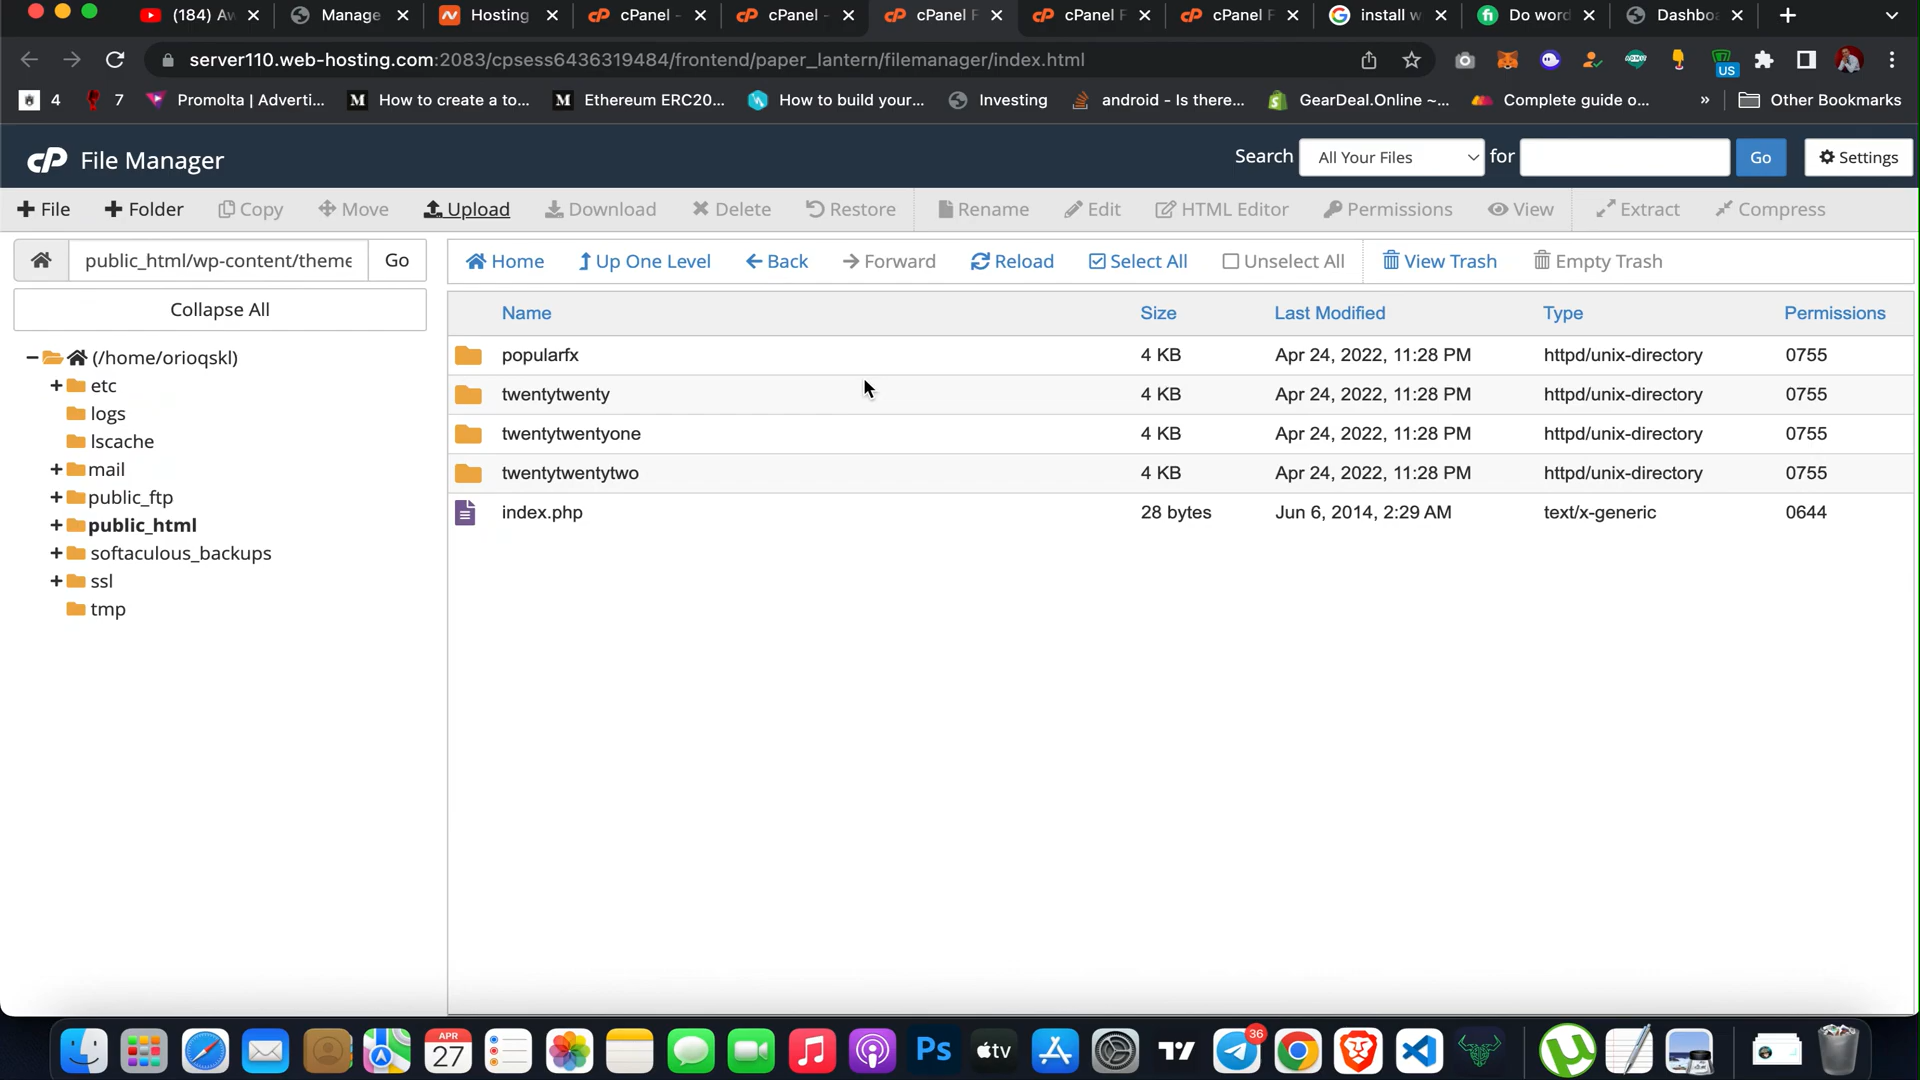 (184) Aw
Manage
Hosting
cPanel -
cPanel -
cPanel F
cPanel F
cPanel F
install w
Do word
Dashboa
server110.web-hosting.com:2083/cpsess6436319484/frontend/paper_lantern/filemanager/index.html
US
4
7
Promolta | Adverti...
How to create a to...
Ethereum ERC20...
How to build your...
Investing
android - Is there...
GearDeal.Online ~...
Complete guide o...
»
Other Bookmarks
cP File Manager
Search
All Your Files
for
Go
Settings
+ File
+ Folder
Copy
Move
Upload
Download
Delete
Restore
Rename
Edit
HTML Editor
Permissions
View
Extract
Compress
public_html/wp-content/theme
Go
Home
Up One Level
Back
Forward
Reload
Select All
Unselect All
View Trash
Empty Trash
Collapse All
(/home/orioqskl)
etc
logs
lscache
mail
public_ftp
public_html
softaculous_backups
ssl
tmp
Name Size Last Modified Type Permissions
popularfx 4 KB Apr 24, 2022, 11:28 PM httpd/unix-directory 0755
twentytwenty 4 KB Apr 24, 2022, 11:28 PM httpd/unix-directory 0755
twentytwentyone 4 KB Apr 24, 2022, 11:28 PM httpd/unix-directory 0755
twentytwentytwo 4 KB Apr 24, 2022, 11:28 PM httpd/unix-directory 0755
index.php 28 bytes Jun 6, 2014, 2:29 AM text/x-generic 0644
APR
27
Ps
tv
36